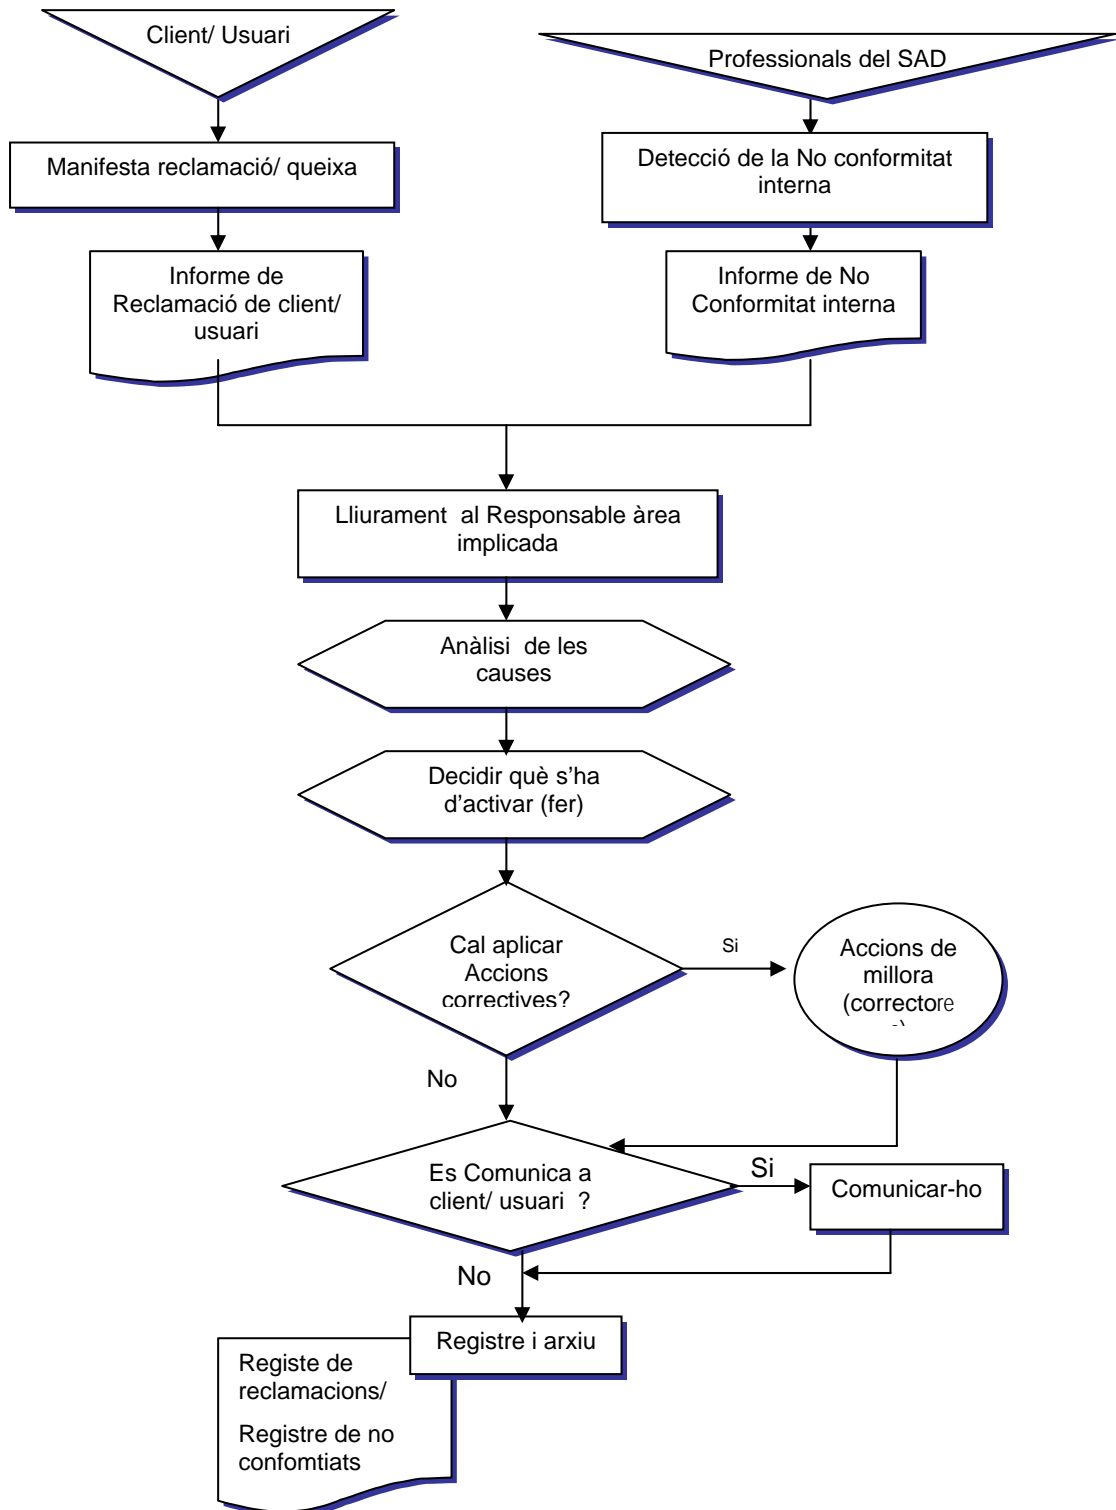 Client/ Usuari
Professionals del SAD
Manifesta reclamació/ queixa
Detecció de la No conformitat
interna
Informe de
Reclamació de client/
usuari
Informe de No
Conformitat interna
Lliurament al Responsable àrea
implicada
Anàlisi de les
causes
Decidir què s'ha
d'activar (fer)
Cal aplicar
Accions
correctives?
Si
Accions de
millora
(correctore
No
Es Comunica a
client/ usuari ?
Si
Comunicar-ho
No
Registre i arxiu
Registe de
reclamacions/
Registre de no
confomtiats